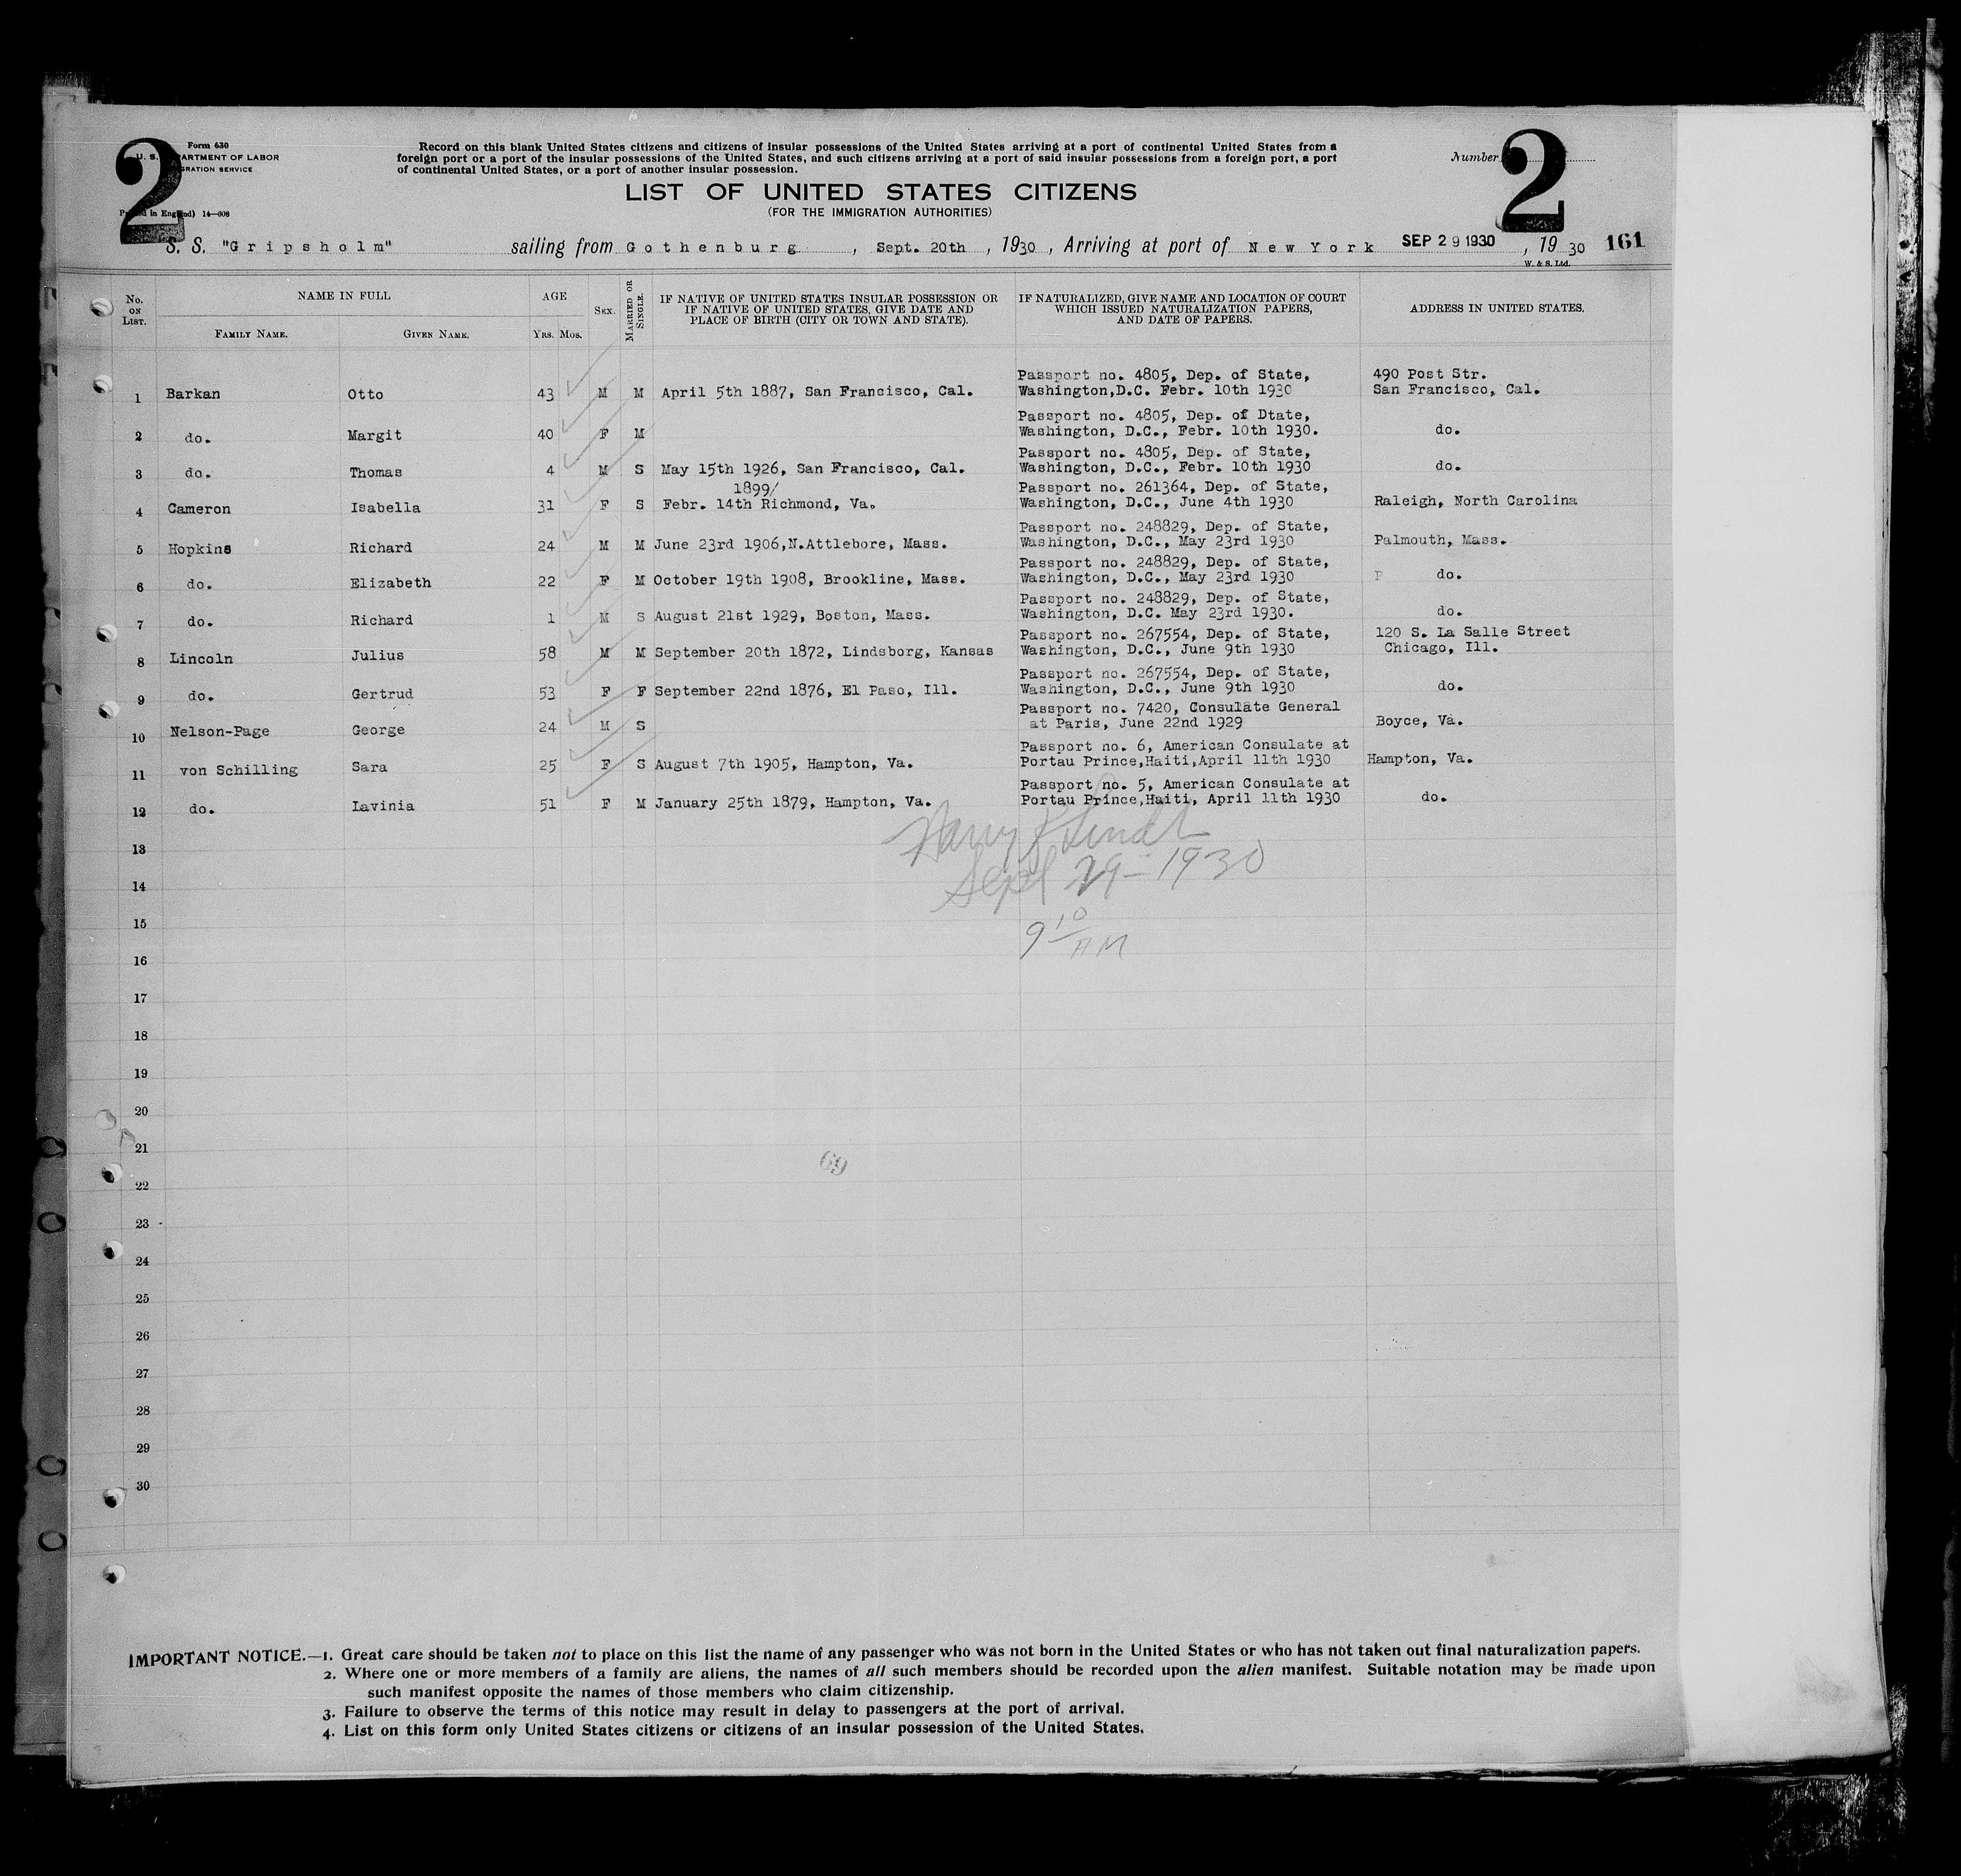 2
Form 630
U. S. DEPARTMENT OF LABOR
GRATION SERVICE
in England) 14—608
Record on this blank United States citizens and citizens of insular possessions of the United States arriving at a port of continental United States from a
foreign port or a port of the insular possessions of the United States, and such citizens arriving at a port of said insular possessions from a foreign port, a port
of continental United States, or a port of another insular possession.
Number
2
LIST OF UNITED STATES CITIZENS
(FOR THE IMMIGRATION AUTHORITIES)
S. S. "Gripsholm" sailing from Gothenburg, Sept. 20th, 1930, Arriving at port of New York SEP 29 1930, 1930 161
W. & S. Ltd.
No. ON LIST. NAME IN FULL AGE SEX. MARRIED OR SINGLE. IF NATIVE OF UNITED STATES INSULAR POSSESSION OR IF NATIVE OF UNITED STATES, GIVE DATE AND PLACE OF BIRTH (CITY OR TOWN AND STATE). IF NATURALIZED, GIVE NAME AND LOCATION OF COURT WHICH ISSUED NATURALIZATION PAPERS, AND DATE OF PAPERS. ADDRESS IN UNITED STATES.
FAMILY NAME. GIVEN NAME. YRS. MOS.
Passport no. 4805, Dep. of State, 490 Post Str.
1 Barkan Otto 43 M M April 5th 1887, San Francisco, Cal. Washington,D.C. Febr. 10th 1930 San Francisco, Cal.
Passport no. 4805, Dep. of Dtate,
2 do. Margit 40 F M Washington, D.C., Febr. 10th 1930. do.
Passport no. 4805, Dep. of State,
3 do. Thomas 4 M S May 15th 1926, San Francisco, Cal. Washington, D.C., Febr. 10th 1930 do.
1899/ Passport no. 261364, Dep. of State,
4 Cameron Isabella 31 F S Febr. 14th Richmond, Va. Washington, D.C., June 4th 1930 Raleigh, North Carolina
Passport no. 248829, Dep. of State,
5 Hopkins Richard 24 M M June 23rd 1906,N.Attlebore, Mass. Washington, D.C., May 23rd 1930 Palmouth, Mass.
Passport no. 248829, Dep. of State,
6 do. Elizabeth 22 F M October 19th 1908, Brookline, Mass. Washington, D.C., May 23rd 1930 do.
Passport no. 248829, Dep. of State,
7 do. Richard 1 M S August 21st 1929, Boston, Mass. Washington, D.C. May 23rd 1930. do.
Passport no. 267554, Dep. of State, 120 S. La Salle Street
8 Lincoln Julius 58 M M September 20th 1872, Lindsborg, Kansas Washington, D.C., June 9th 1930 Chicago, Ill.
Passport no. 267554, Dep. of State,
9 do. Gertrud 53 F F September 22nd 1876, El Paso, Ill. Washington, D.C., June 9th 1930 do.
Passport no. 7420, Consulate General
10 Nelson-Page George 24 M S at Paris, June 22nd 1929 Boyce, Va.
Passport no. 6, American Consulate at
11 von Schilling Sara 25 F S August 7th 1905, Hampton, Va. Portau Prince,Haiti,April 11th 1930 Hampton, Va.
Passport no. 5, American Consulate at
12 do. Lavinia 51 F M January 25th 1879, Hampton, Va. Portau Prince,Haiti, April 11th 1930 do.
Harry
13
Sept 29-1930
14
15
9 10 AM
16
17
18
19
20
21
69
22
23
24
25
26
27
28
29
30
IMPORTANT NOTICE.—1. Great care should be taken not to place on this list the name of any passenger who was not born in the United States or who has not taken out final naturalization papers.
2. Where one or more members of a family are aliens, the names of all such members should be recorded upon the alien manifest. Suitable notation may be made upon
such manifest opposite the names of those members who claim citizenship.
3. Failure to observe the terms of this notice may result in delay to passengers at the port of arrival.
4. List on this form only United States citizens or citizens of an insular possession of the United States.